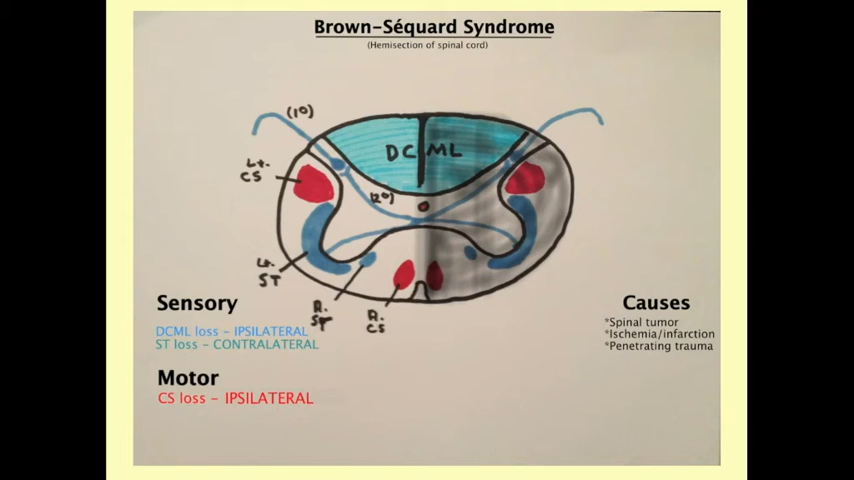 Brown-Séquard Syndrome
(Hemisection of spinal cord)
(1°)
DCML
Lt.
CS
(2°)
Lt.
ST
A.
ST
A.
CS
Sensory
DCML loss - IPSILATERAL
ST loss - CONTRALATERAL
Motor
CS loss - IPSILATERAL
Causes
*Spinal tumor
*Ischemia/infarction
*Penetrating trauma